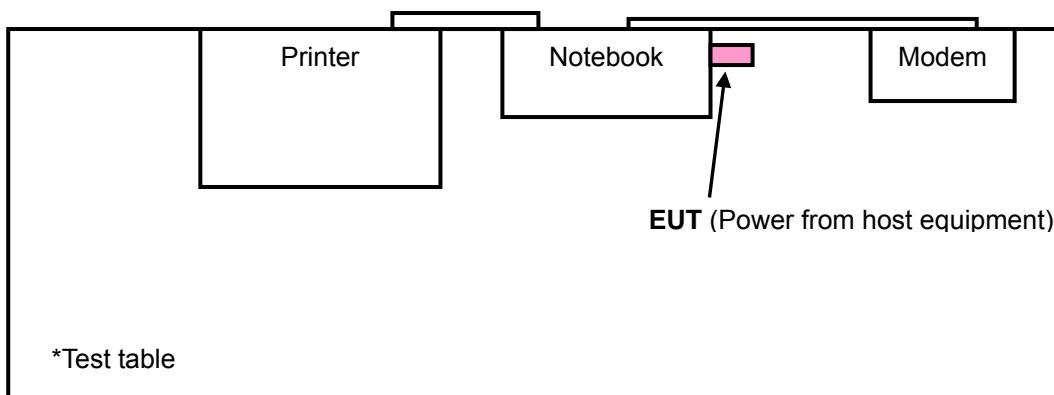 Printer
Notebook
Modem
EUT (Power from host equipment)
*Test table